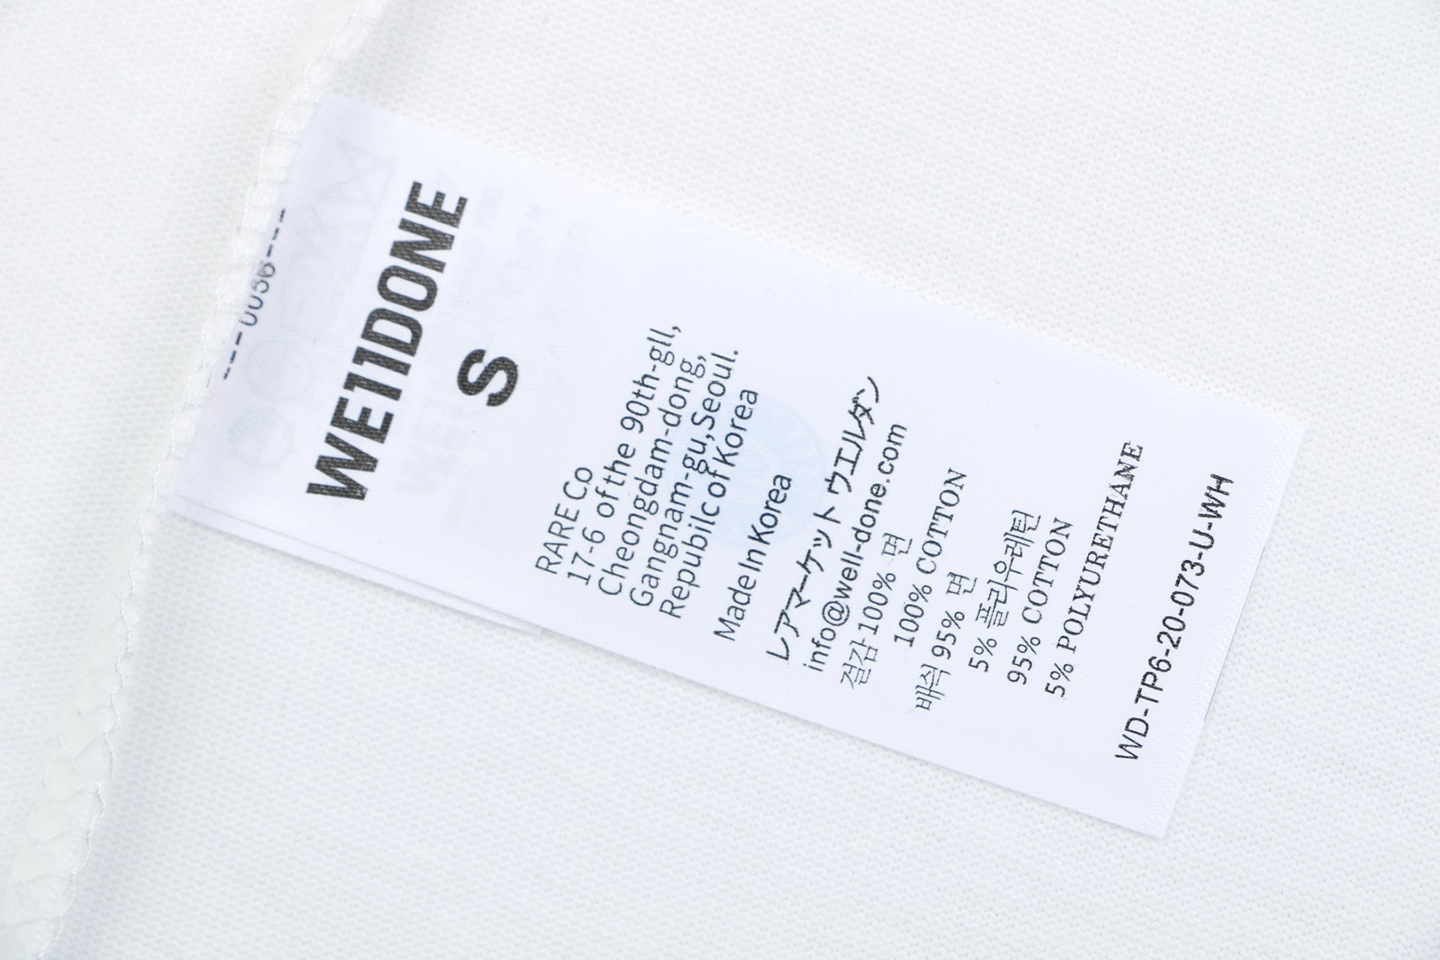 WE11DONE
S
RARE Co
17-6 of the 90th-gil,
Cheongdam-dong,
Gangnam-gu,Seoul.
Repubilc of Korea
Made In Korea
レアマーケット ウエルダン
info@well-done.com
겉감 100% 면
100% COTTON
배식 95% 면
5% 폴리우레탄
95% COTTON
5% POLYURETHANE
WD-TP6-20-073-U-WH